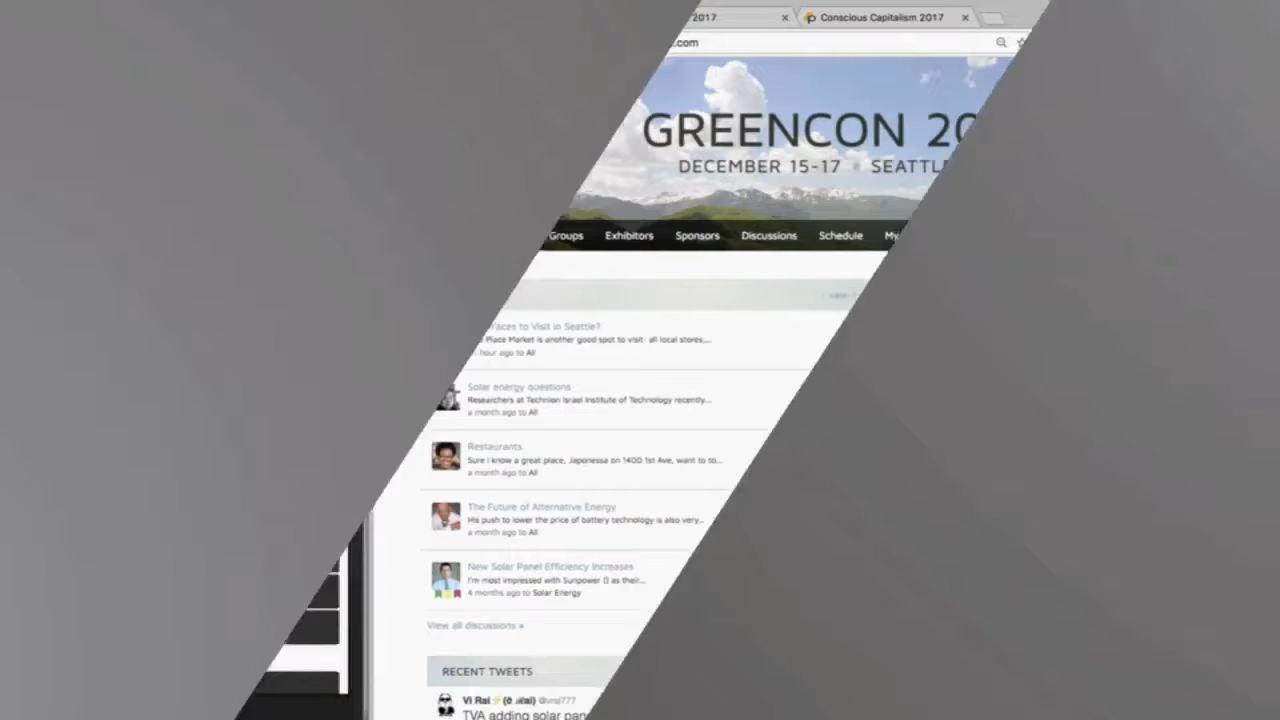 2017
Conscious Capitalism 2017
.com
GREENCON 20
DECEMBER 15-17 SEATTLE
Groups Exhibitors Sponsors Discussions Schedule My
to Visit in Seattle?
Place Market is another good spot to visit- all local stores,...
hour ago to All
Solar energy questions
Researchers at Technion Israel Institute of Technology recently...
a month ago to All
Restaurants
Sure I know a great place, Japonessa on 1400 1st Ave, want to to...
a month ago to All
The Future of Alternative Energy
His push to lower the price of battery technology is also very...
a month ago to All
New Solar Panel Efficiency Increases
I'm most impressed with Sunpower () as their...
4 months ago to Solar Energy
View all discussions »
RECENT TWEETS
Vi Rai @vrai777
TVA adding solar pan